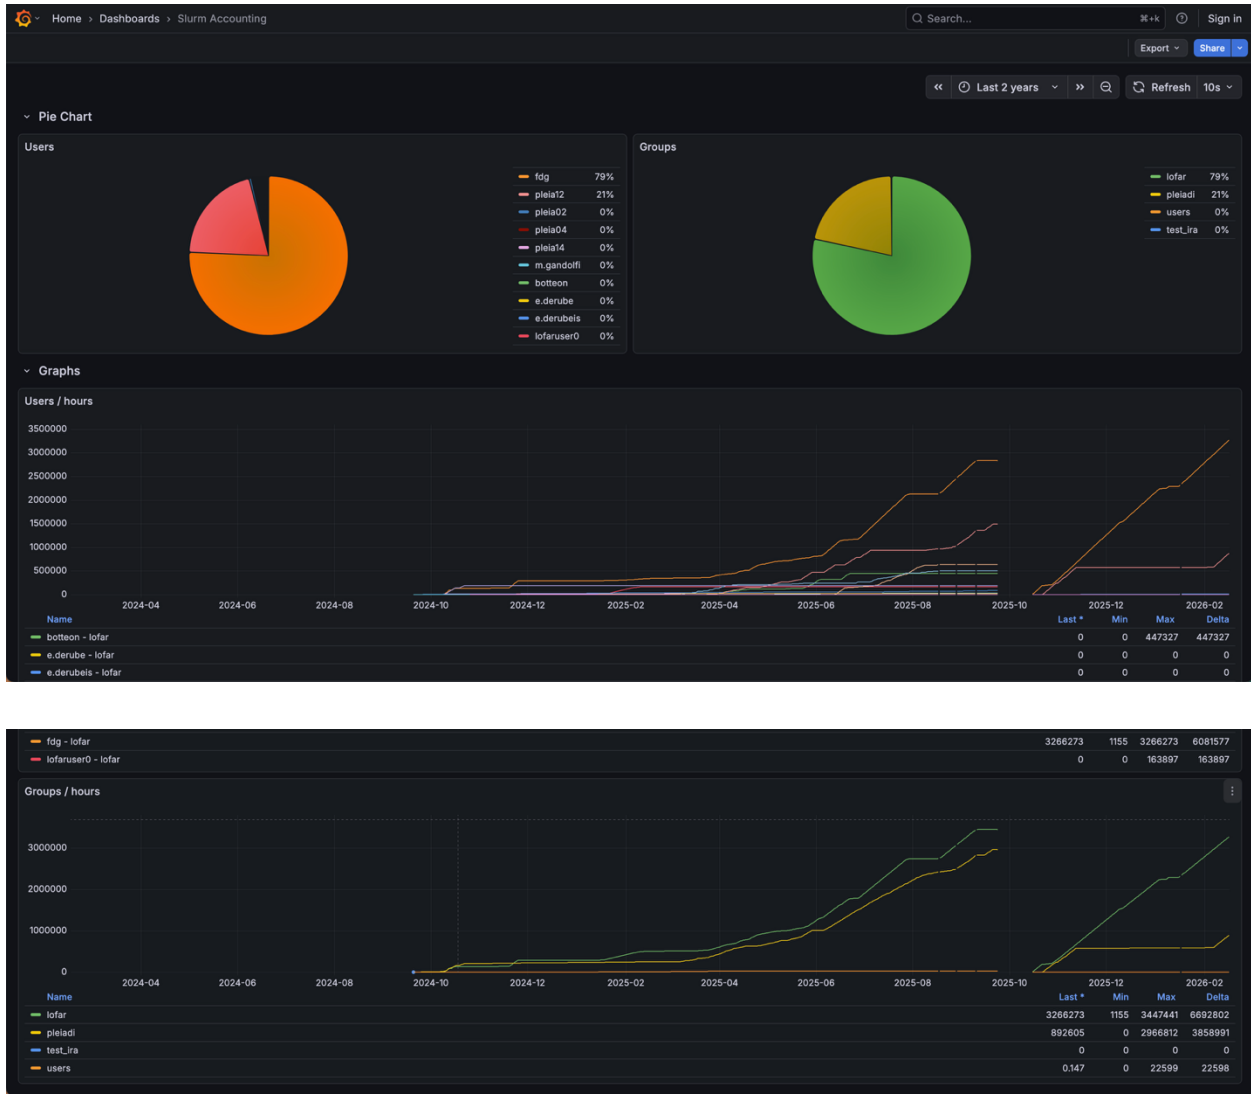 Home › Dashboards › Slurm Accounting Search... ⌘+k Sign in
Export Share
Last 2 years Refresh 10s
Pie Chart
Users
fdg 79%
pleia12 21%
pleia02 0%
pleia04 0%
pleia14 0%
m.gandolfi 0%
botteon 0%
e.derube 0%
e.derubeis 0%
lofaruser0 0%
Groups
lofar 79%
pleiadi 21%
users 0%
test_ira 0%
Graphs
Users / hours
3500000
3000000
2500000
2000000
1500000
1000000
500000
0
2024-04 2024-06 2024-08 2024-10 2024-12 2025-02 2025-04 2025-06 2025-08 2025-10 2025-12 2026-02
Name Last * Min Max Delta
botteon - lofar 0 0 447327 447327
e.derube - lofar 0 0 0 0
e.derubeis - lofar 0 0 0 0
fdg - lofar 3266273 1155 3266273 6081577
lofaruser0 - lofar 0 0 163897 163897
Groups / hours
3000000
2000000
1000000
0
2024-04 2024-06 2024-08 2024-10 2024-12 2025-02 2025-04 2025-06 2025-08 2025-10 2025-12 2026-02
Name Last * Min Max Delta
lofar 3266273 1155 3447441 6692802
pleiadi 892605 0 2966812 3858991
test_ira 0 0 0 0
users 0.147 0 22599 22598